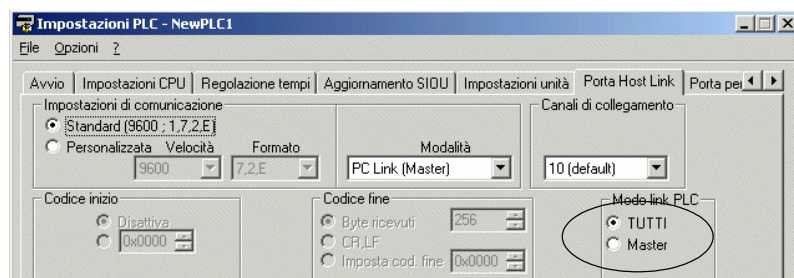 Impostazioni PLC - NewPLC1
File Opzioni ?
Avvio Impostazioni CPU Regolazione tempi Aggiornamento SIOU Impostazioni unità Porta Host Link Porta per
Impostazioni di comunicazione Canali di collegamento
Standard (9600 ; 1,7,2,E)
Personalizzata Velocità Formato Modalità
9600 7,2,E PC Link (Master) 10 (default)
Codice inizio Codice fine Modo link PLC
Disattiva Byte ricevuti 256 TUTTI
0x0000 CR,LF Master
Imposta cod. fine 0x0000